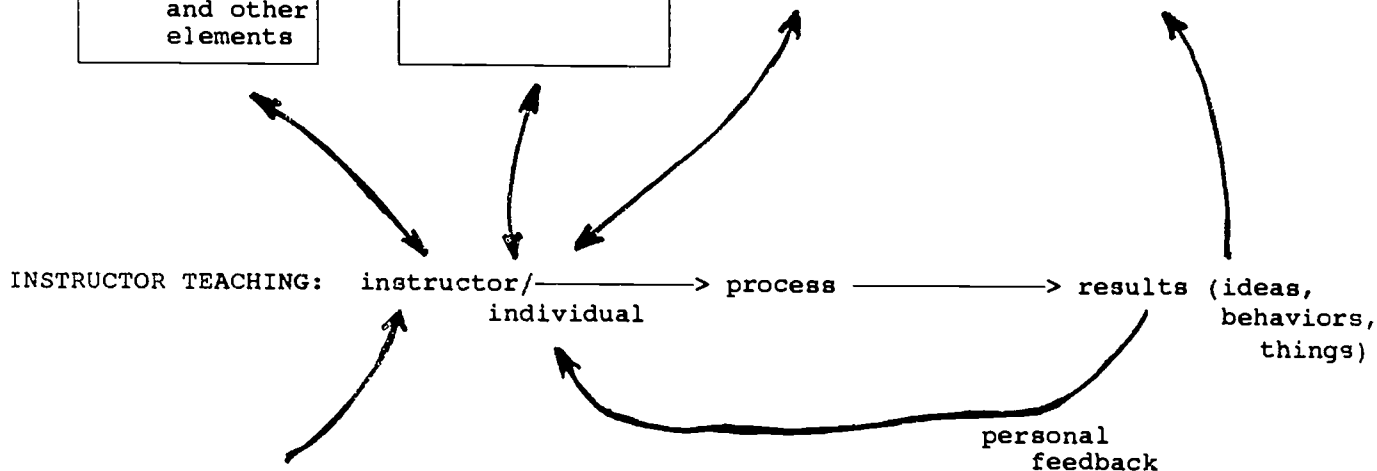 and other
elements
INSTRUCTOR TEACHING: instructor/———> process ————> results (ideas,
individual
behaviors,
things)
personal
feedback